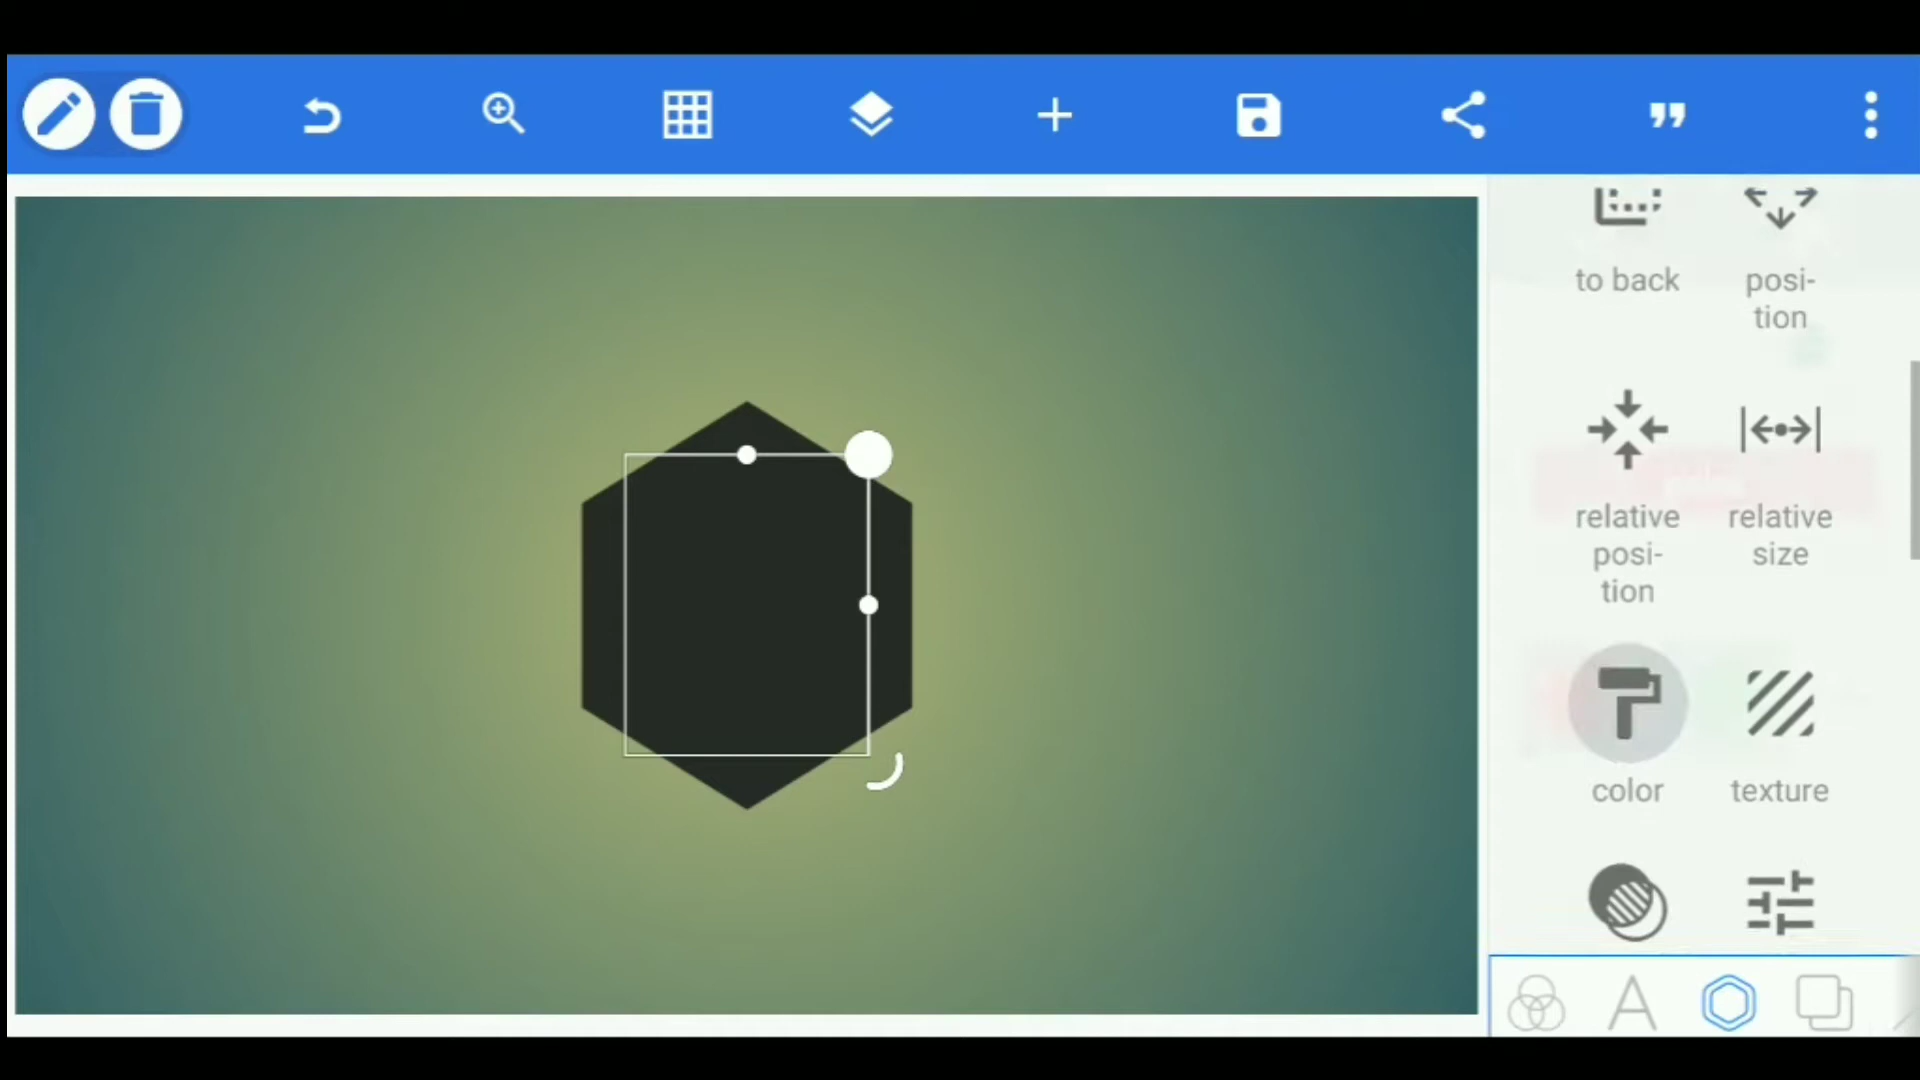 to back
posi-
tion
relative
posi-
tion
relative
size
color
texture